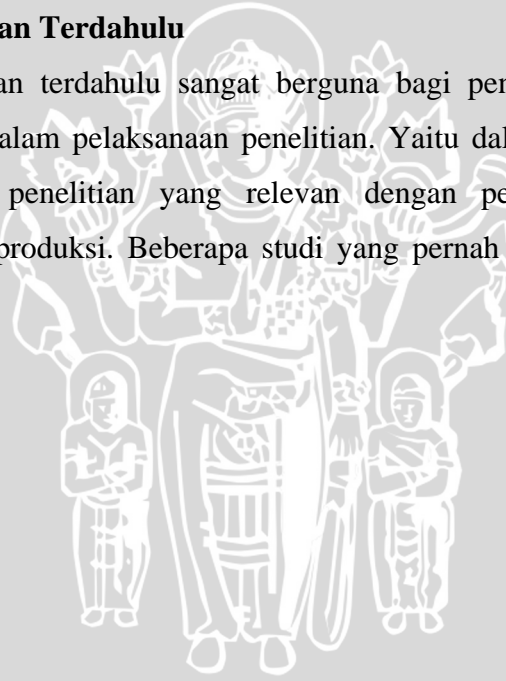 an Terdahulu
an terdahulu sangat berguna bagi pen
alam pelaksanaan penelitian. Yaitu dal
penelitian yang relevan dengan pe
produksi. Beberapa studi yang pernah